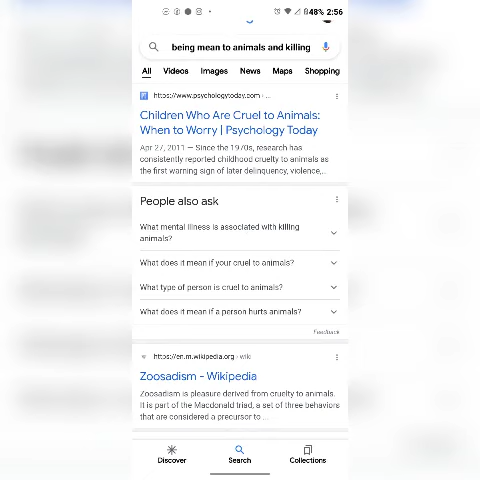 48% 2:56
being mean to animals and killing
All Videos Images News Maps Shopping
https://www.psychologytoday.com › ...
Children Who Are Cruel to Animals:
When to Worry | Psychology Today
Apr 27, 2011 — Since the 1970s, research has
consistently reported childhood cruelty to animals as
the first warning sign of later delinquency, violence,...
People also ask
What mental illness is associated with killing
animals?
What does it mean if your cruel to animals?
What type of person is cruel to animals?
What does it mean if a person hurts animals?
Feedback
https://en.m.wikipedia.org › wiki
Zoosadism - Wikipedia
Zoosadism is pleasure derived from cruelty to animals.
It is part of the Macdonald triad, a set of three behaviors
that are considered a precursor to ...
Discover Search Collections